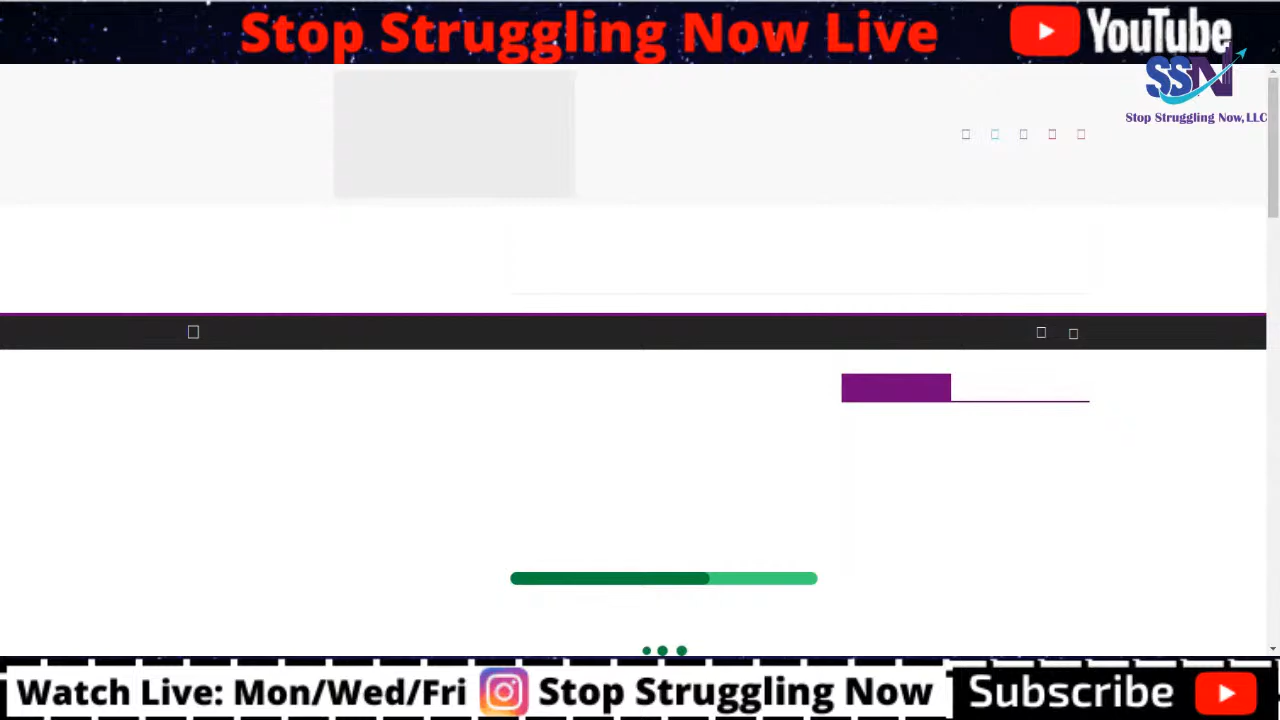 Stop Struggling Now Live
YouTube
SSN
Stop Struggling Now, LLC
Watch Live: Mon/Wed/Fri
Stop Struggling Now
Subscribe